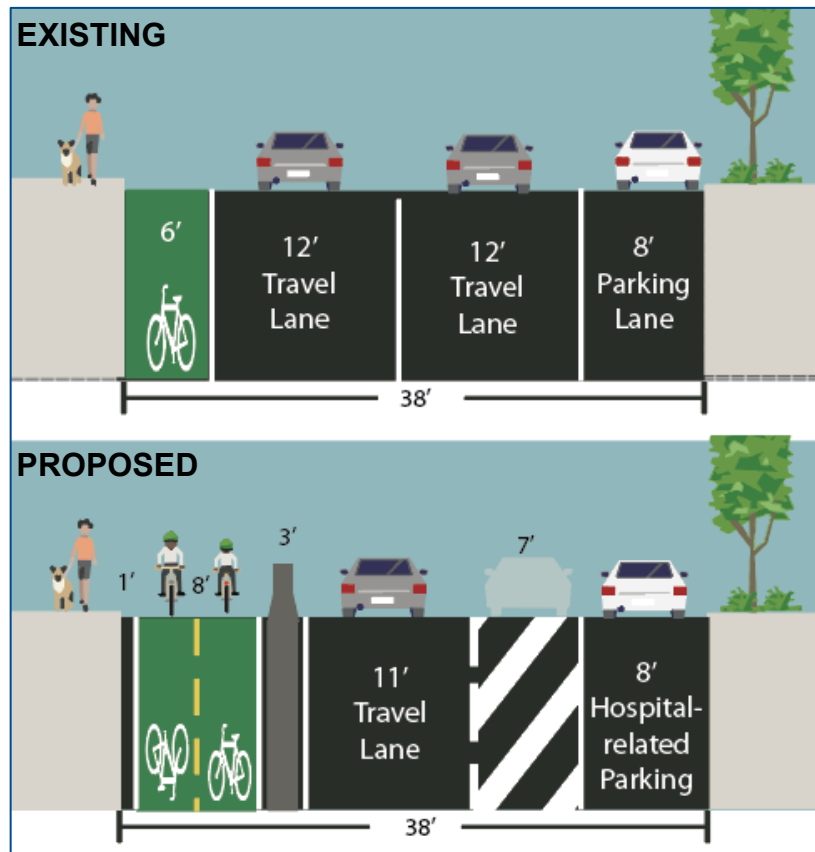 EXISTING
6'
12'
Travel
Lane
12'
Travel
Lane
8'
Parking
Lane
38'
PROPOSED
1'
8'
3'
7'
11'
Travel
Lane
8'
Hospital-
related
Parking
38'